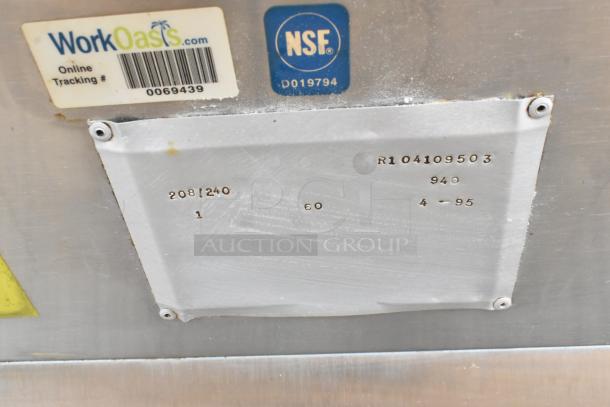 WorkOasis.com
Online
Tracking #
0069439
NSF®
D019794
R104109503
208/240
940
1
60
4 - 95
PCI
AUCTION GROUP